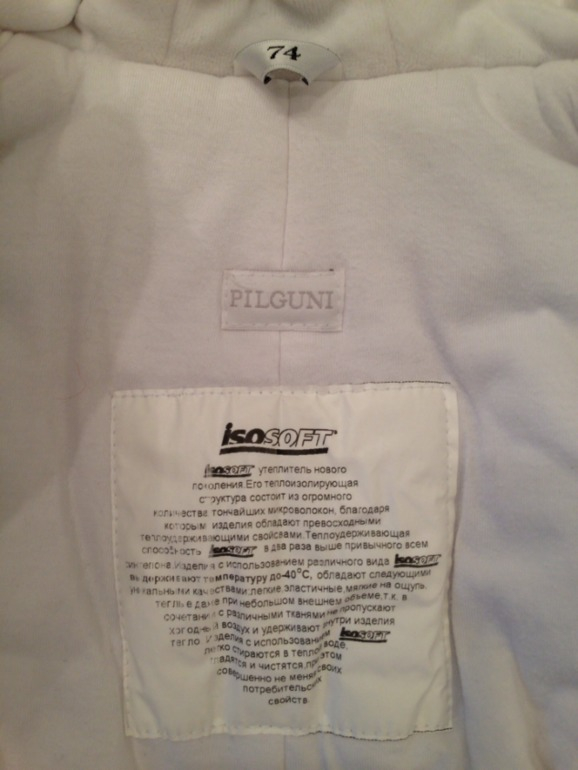 74
PILGUNI
isosoft™
isosoft утеплитель нового
поколения.Его теплоизолирующая
структура состоит из огромного
количества тончайших микроволокон, благодаря
которым изделия обладают превосходными
теплоудерживающими свойсвами.Теплоудерживающая
способность isosoft в два раза выше привычного всем
синтепона.Изделия с использованием различного вида isosoft
выдерживают температуру до-40°С, обладают следующими
уникальными качествами:легкие,эластичные,мягкие на ощупь,
теплые даже при небольшом внешнем объеме,т.к. в
сочетании с различными тканями не пропускают
холодный воздух и удерживают внутри изделия
тепло. Изделия с использованием isosoft
легко стираются в теплой воде,
гладятся и чистятся,при этом
совершенно не меняя своих
потребительских
свойств.